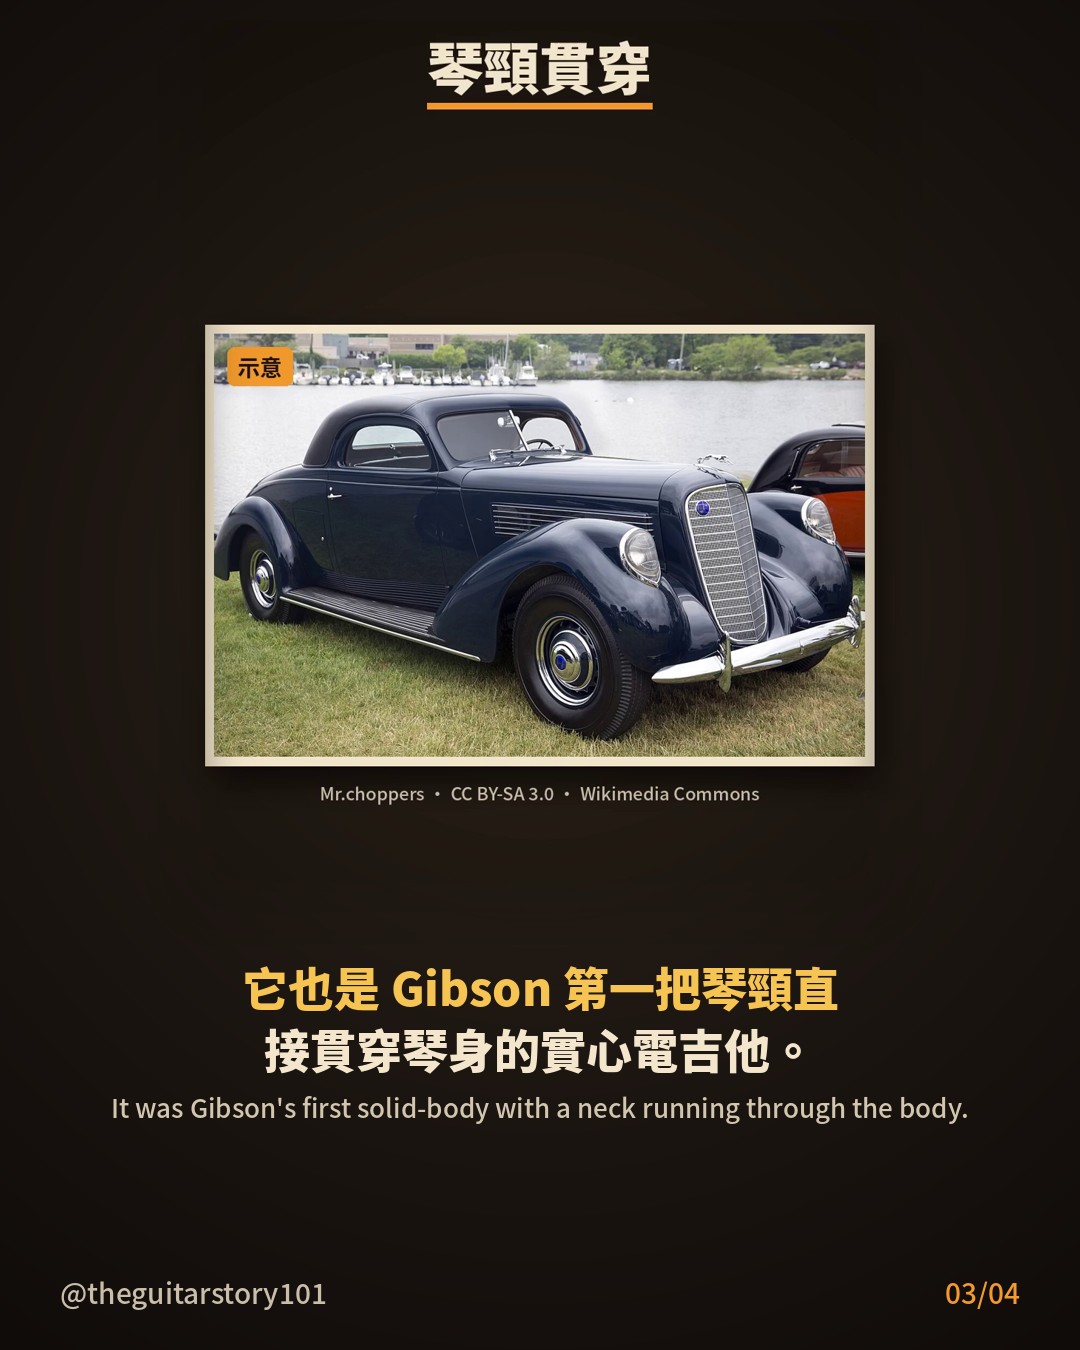 琴頸貫穿
示意
Mr.choppers • CC BY-SA 3.0 • Wikimedia Commons
它也是 Gibson 第一把琴頸直
接貫穿琴身的實心電吉他。
It was Gibson's first solid-body with a neck running through the body.
@theguitarstory101
03/04